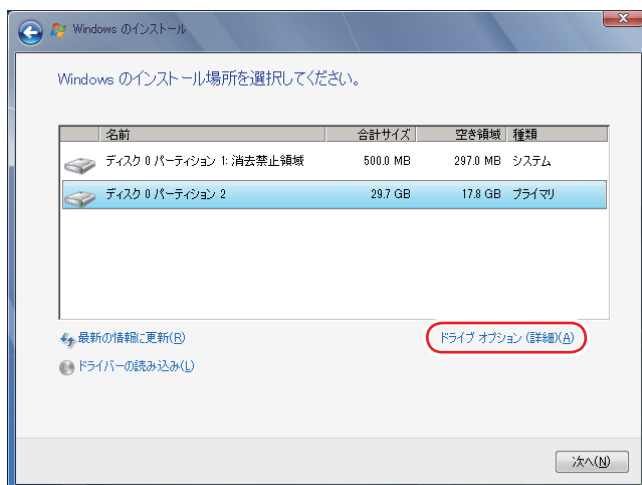 Windows のインストール
Windows のインストール場所を選択してください。
名前 合計サイズ 空き領域 種類
ディスク 0 パーティション 1: 消去禁止領域 500.0 MB 297.0 MB システム
ディスク 0 パーティション 2 29.7 GB 17.8 GB プライマリ
最新の情報に更新(R) ドライブ オプション (詳細)(A)
ドライバーの読み込み(L)
次へ(N)